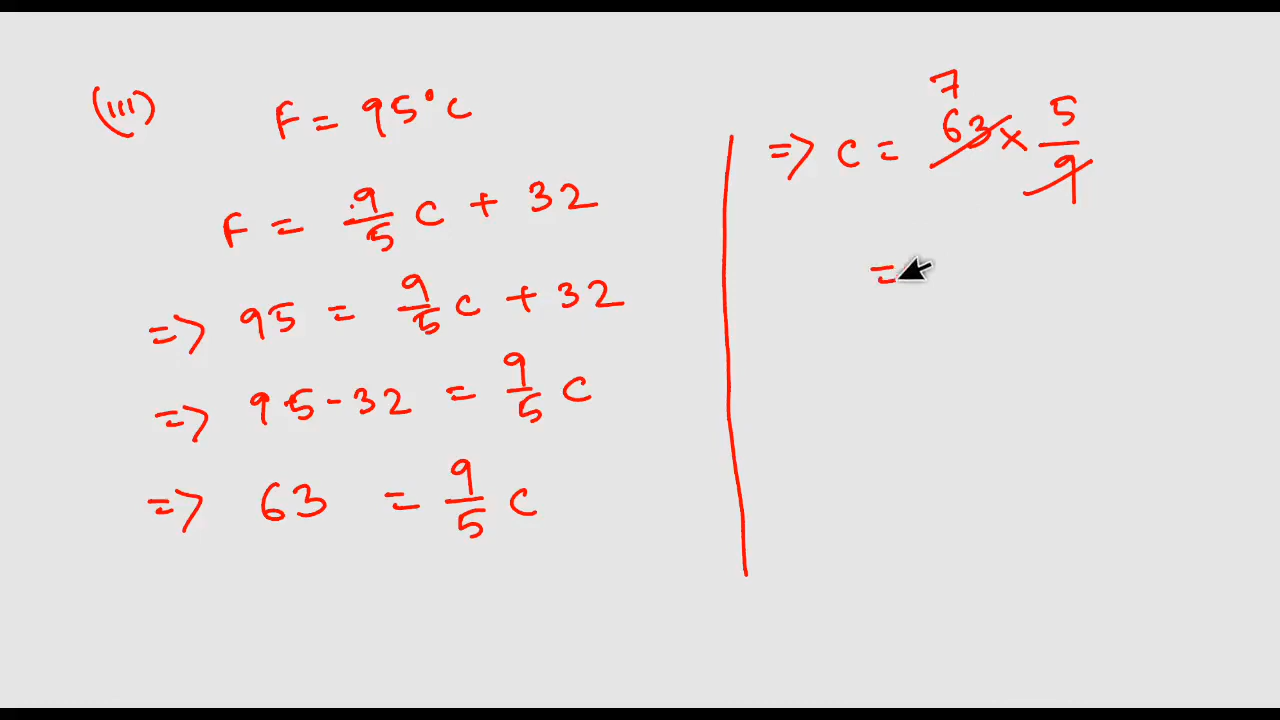 (iii) F = 95°C
F = 9/5 C + 32
=> 95 = 9/5 C + 32
=> 95 - 32 = 9/5 C
=> 63 = 9/5 C
7
=> C = 63 × 5/9
=